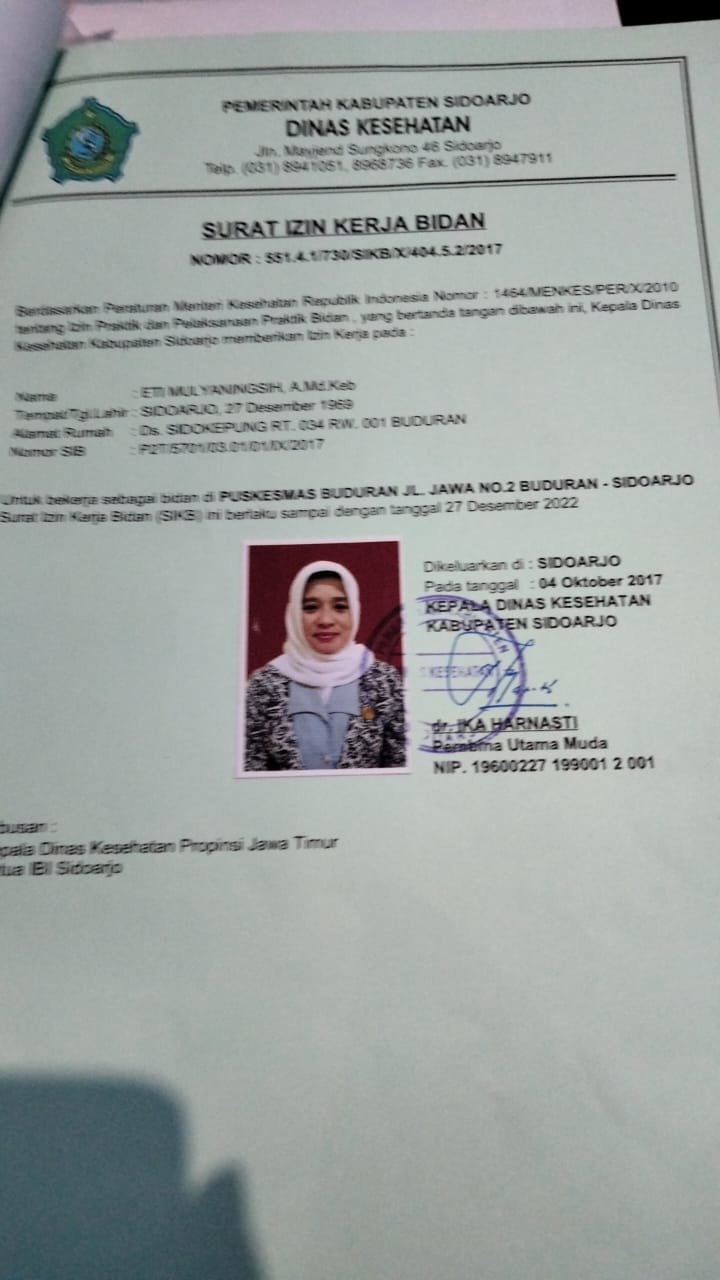 PEMERINTAH KABUPATEN SIDOARJO
DINAS KESEHATAN
Jln. Mayjend Sungkono 46 Sidoarjo
Telp. (031) 8941051, 8968736 Fax. (031) 8947911
SURAT IZIN KERJA BIDAN
NOMOR : 551.4.1/730/SIKB/X/404.5.2/2017
Berdasarkan Peraturan Menteri Kesehatan Republik Indonesia Nomor : 1464/MENKES/PER/X/2010
tentang Izin Praktik dan Pelaksanaan Praktik Bidan , yang bertanda tangan dibawah ini, Kepala Dinas
Kesehatan Kabupaten Sidoarjo memberikan Izin Kerja pada :
Nama : ETI MULYANINGSIH, A.Md.Keb
Tempat/Tgl/Lahir : SIDOARJO, 27 Desember 1969
Alamat Rumah : Ds. SIDOKEPUNG RT. 034 RW. 001 BUDURAN
Nomor SIB : P2T/5701/03.01/01/IX/2017
Untuk bekerja sebagai bidan di PUSKESMAS BUDURAN JL. JAWA NO.2 BUDURAN - SIDOARJO
Surat Izin Kerja Bidan (SIKB) ini berlaku sampai dengan tanggal 27 Desember 2022
Dikeluarkan di : SIDOARJO
Pada tanggal : 04 Oktober 2017
KEPALA DINAS KESEHATAN
KABUPATEN SIDOARJO
KESEHATAN
dr. IKA HARNASTI
Pembina Utama Muda
NIP. 19600227 199001 2 001
busan :
pala Dinas Kesehatan Propinsi Jawa Timur
tua IBI Sidoarjo